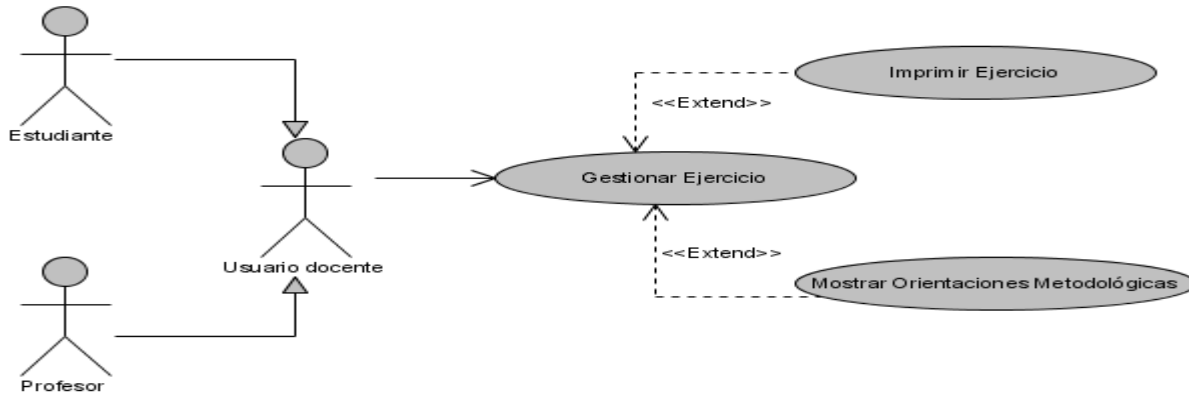 Estudiante
Imprimir Ejercicio
<<Extend>>
Gestionar Ejercicio
Usuario docente
<<Extend>>
Mostrar Orientaciones Metodológicas
Profesor